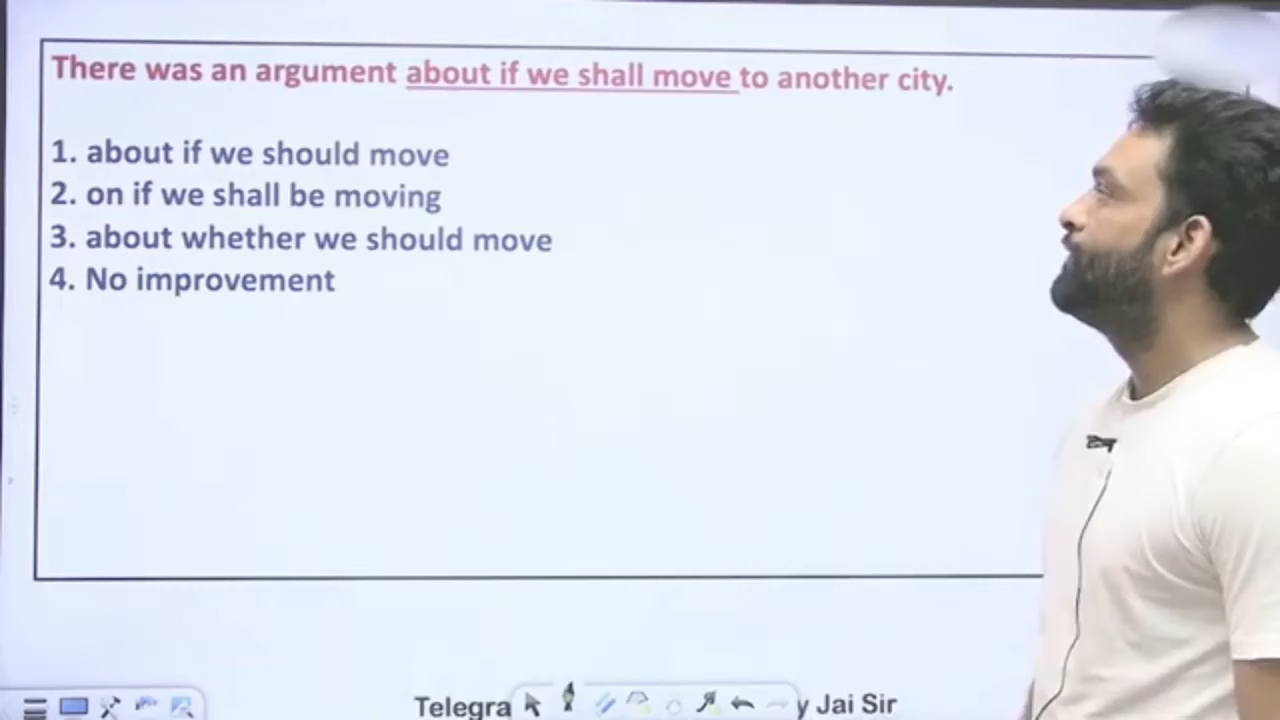 There was an argument about if we shall move to another city.
1. about if we should move
2. on if we shall be moving
3. about whether we should move
4. No improvement
Jai Sir